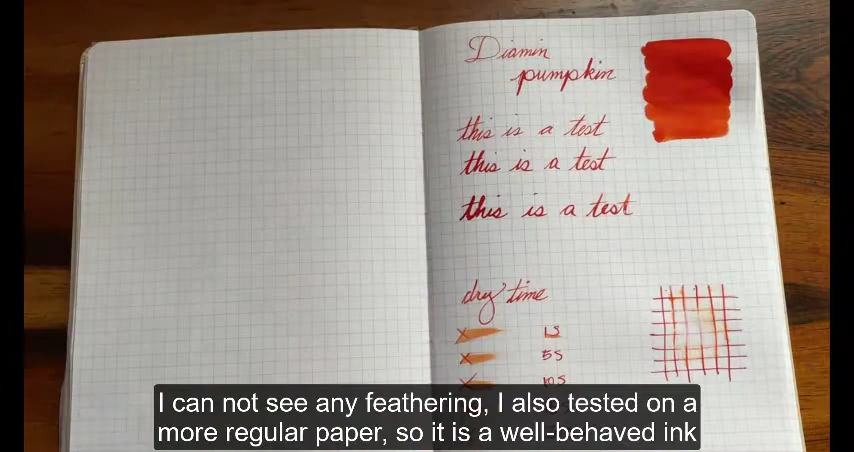 Diamin
pumpkin
this is a test
this is a test
this is a test
dry time
1s
5s
10s
I can not see any feathering, I also tested on a
more regular paper, so it is a well-behaved ink